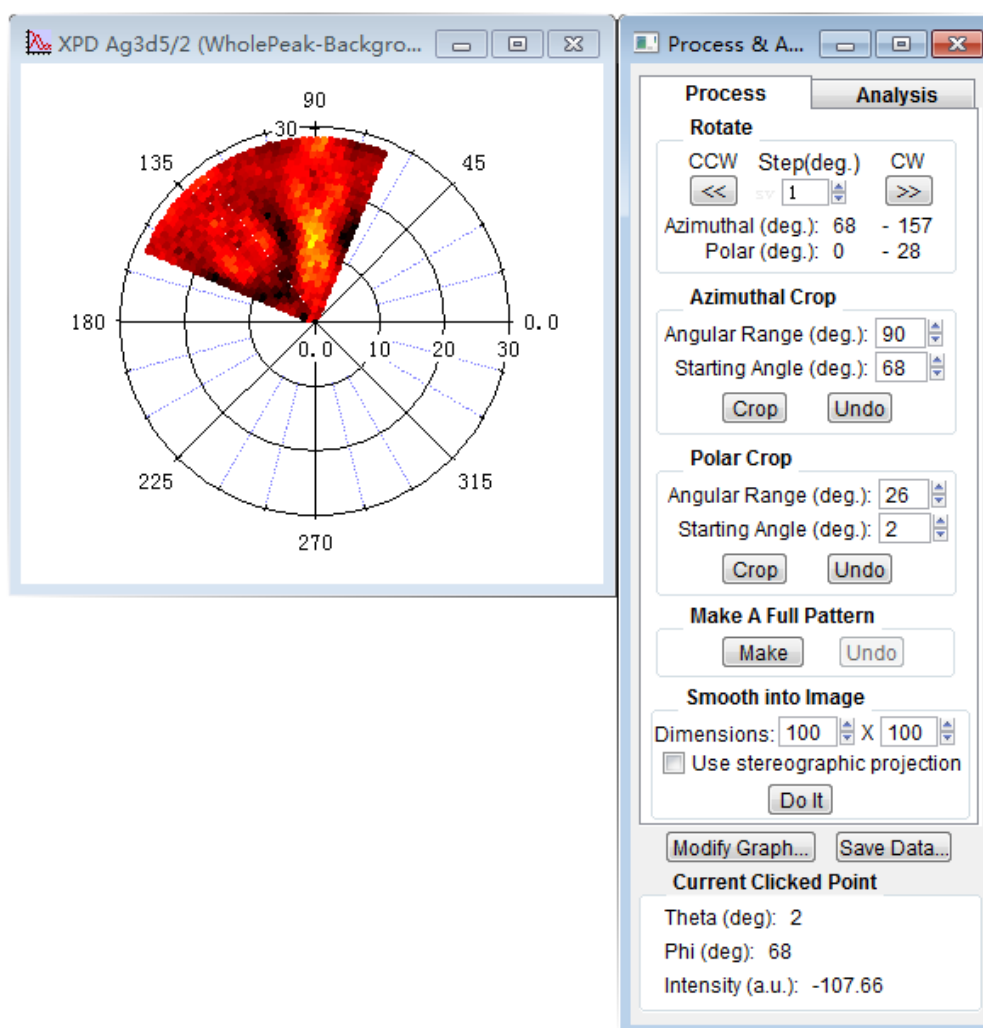 XPD Ag3d5/2 (WholePeak-Backgro...
90
30
135
45
180
0.0
0.0
10
20
30
225
315
270
Process & A...
Process
Analysis
Rotate
CCW Step(deg.) CW
<< 1 >>
Azimuthal (deg.): 68 - 157
Polar (deg.): 0 - 28
Azimuthal Crop
Angular Range (deg.): 90
Starting Angle (deg.): 68
Crop Undo
Polar Crop
Angular Range (deg.): 26
Starting Angle (deg.): 2
Crop Undo
Make A Full Pattern
Make Undo
Smooth into Image
Dimensions: 100 X 100
Use stereographic projection
Do It
Modify Graph... Save Data...
Current Clicked Point
Theta (deg): 2
Phi (deg): 68
Intensity (a.u.): -107.66